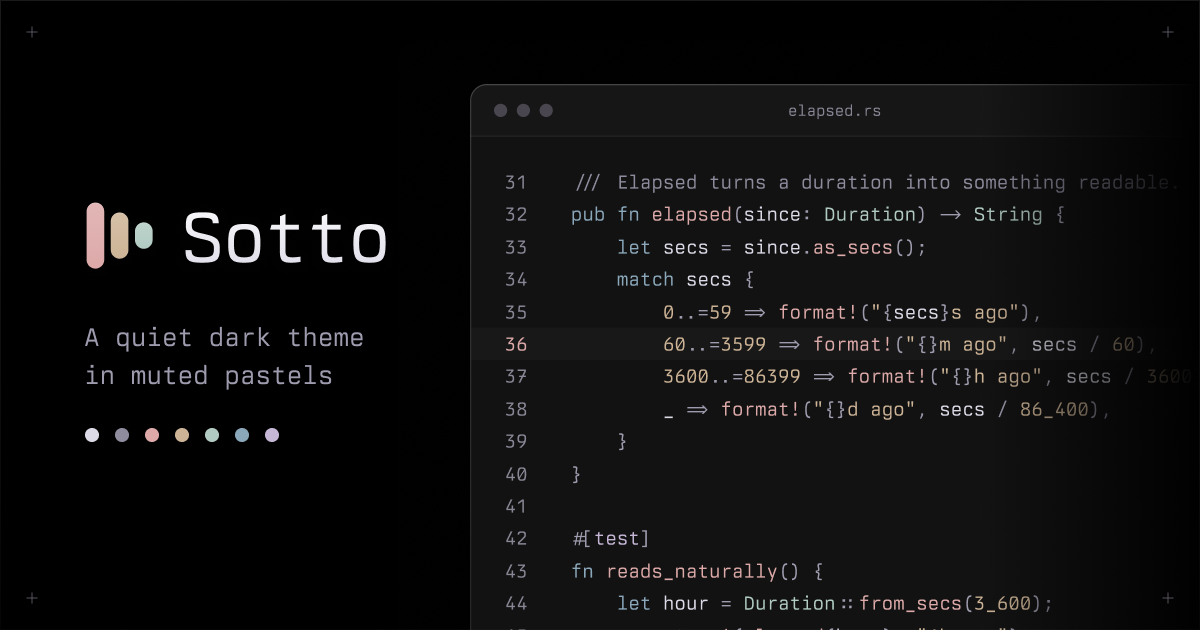 Sotto
A quiet dark theme
in muted pastels
elapsed.rs
31 /// Elapsed turns a duration into something readable.
32 pub fn elapsed(since: Duration) -> String {
33 let secs = since.as_secs();
34 match secs {
35 0..=59 => format!("{secs}s ago"),
36 60..=3599 => format!("{}m ago", secs / 60),
37 3600..=86399 => format!("{}h ago", secs / 3600
38 _ => format!("{}d ago", secs / 86_400),
39 }
40 }
41
42 #[test]
43 fn reads_naturally() {
44 let hour = Duration::from_secs(3_600);